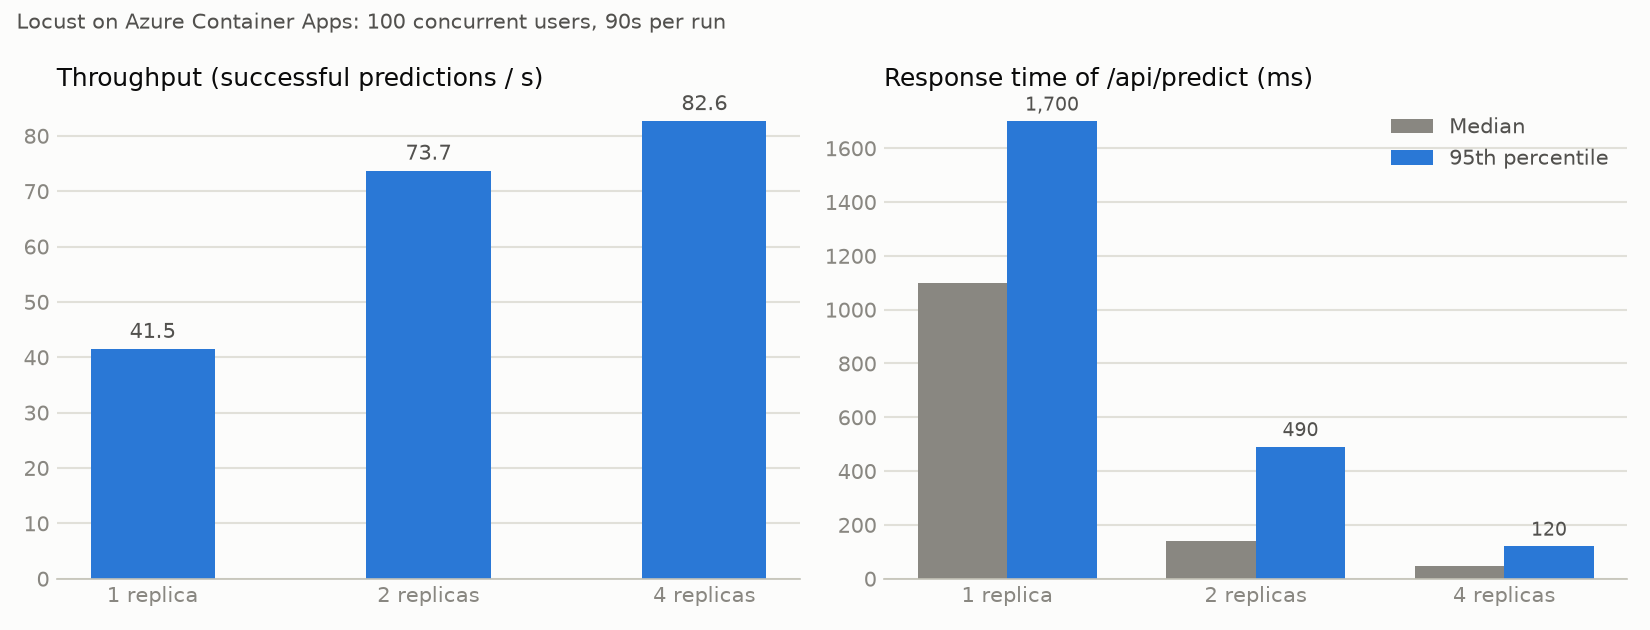 Locust on Azure Container Apps: 100 concurrent users, 90s per run
Throughput (successful predictions / s)
82.6
80
73.7
70
60
50
41.5
40
30
20
10
0
1 replica
2 replicas
4 replicas
Response time of /api/predict (ms)
1,700
Median
95th percentile
1600
1400
1200
1000
800
600
490
400
200
120
0
1 replica
2 replicas
4 replicas